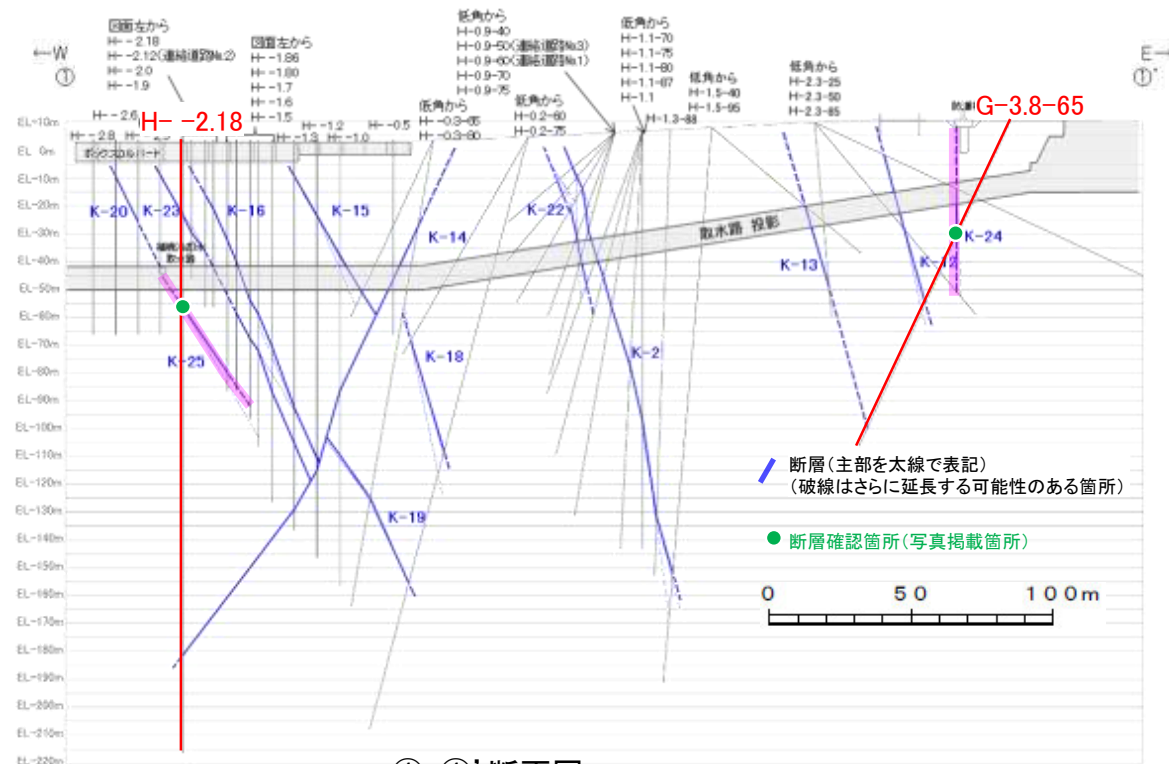 図面左から
H--2.18
H--2.12(連絡道路№2)
H--2.0
H--1.9
図面左から
H--1.86
H--1.80
H--1.7
H--1.6
H--1.5
低角から
H-0.9-40
H-0.9-50(連絡道路№3)
H-0.9-60(連絡道路№1)
H-0.9-70
H-0.9-75
低角から
H-1.1-70
H-1.1-75
H-1.1-80
H-1.1-87
H-1.1
低角から
H-1.5-40
H-1.5-95
低角から
H-2.3-25
H-2.3-50
H-2.3-85
←W
①
E→
①'
H--2.6
H--2.8
H- -2.18
H--1.3
H--1.2
H--1.0
H--0.5
低角から
H-0.3-65
H-0.3-80
低角から
H-0.2-60
H-0.2-75
H-1.3-88
G-3.8-65
ボックスカルバート
EL-10m
EL 0m
EL-10m
EL-20m
EL-30m
EL-40m
EL-50m
EL-60m
EL-70m
EL-80m
EL-90m
EL-100m
EL-110m
EL-120m
EL-130m
EL-140m
EL-150m
EL-160m
EL-170m
EL-180m
EL-190m
EL-200m
EL-210m
EL-220m
K-20
K-23
K-16
K-15
K-14
K-22
K-24
K-13
K-12
K-25
K-18
K-2
K-19
放水路 投影
断層(主部を太線で表記)
(破線はさらに延長する可能性のある箇所)
断層確認箇所(写真掲載箇所)
0 50 100m